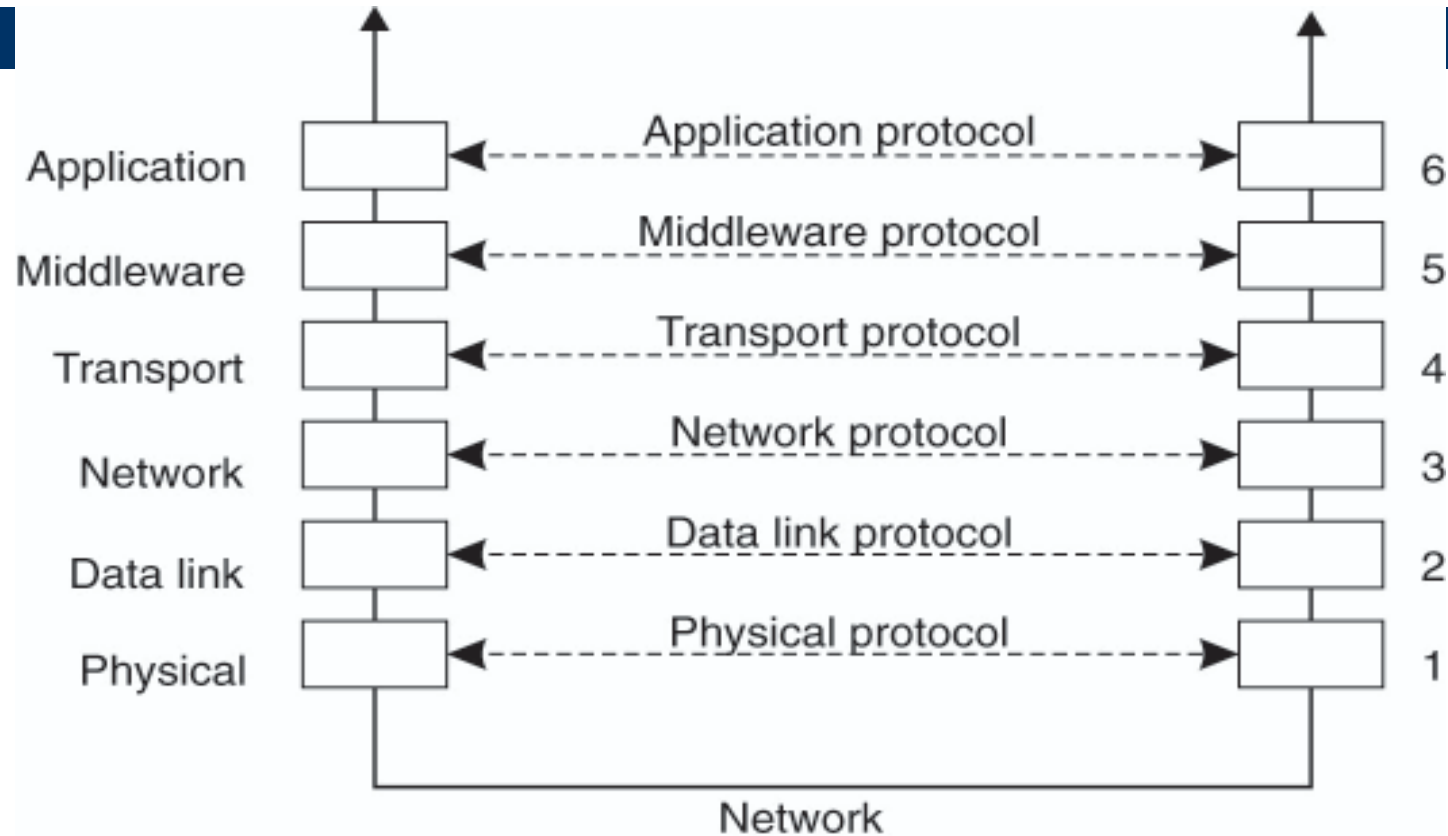 Application protocol
Application
6
Middleware protocol
Middleware
5
Transport protocol
Transport
4
Network protocol
Network
3
Data link protocol
Data link
2
Physical protocol
Physical
1
Network